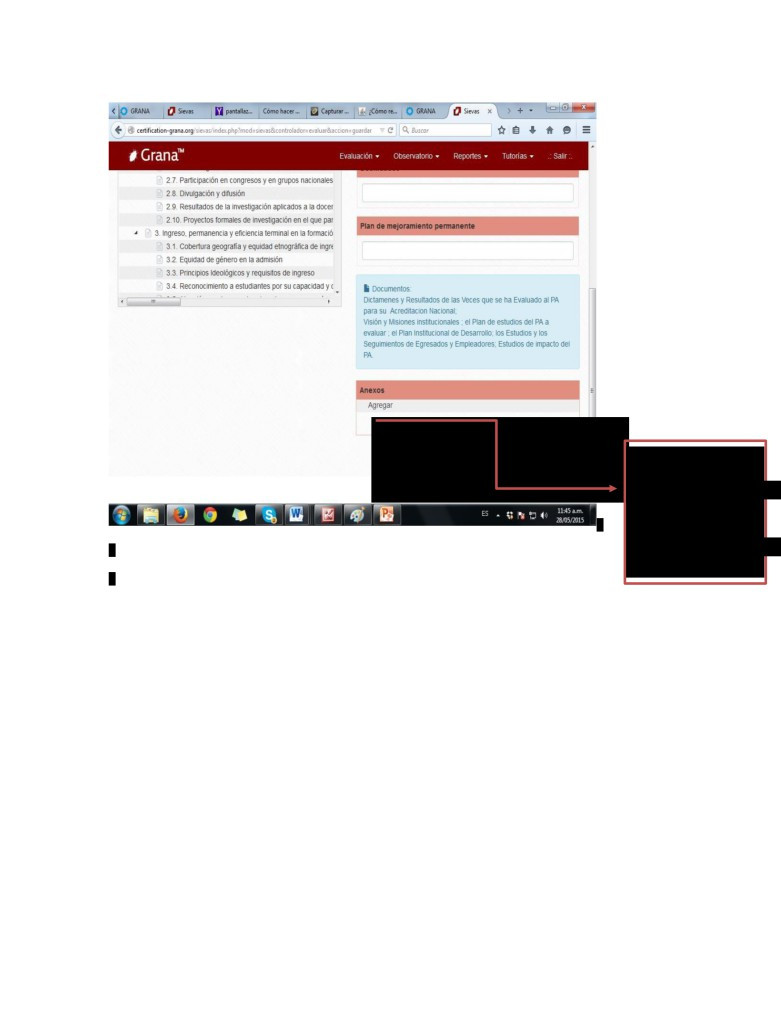 GRANA
Sievas
pantallaz...
Cómo hacer ...
Capturar ...
¿Cómo re...
GRANA
Sievas
certification-grana.org/sievas/index.php?mod=sievas&controlador=evaluar&accion=guardar
Buscar
Grana™
Evaluación
Observatorio
Reportes
Tutorías
.: Salir :.
2.7. Participación en congresos y en grupos nacionales
2.8. Divulgación y difusión
2.9. Resultados de la investigación aplicados a la docen
2.10. Proyectos formales de investigación en el que par
3. Ingreso, permanencia y eficiencia terminal en la formació
3.1. Cobertura geografía y equidad etnográfica de ingre
3.2. Equidad de género en la admisión
3.3. Principios Ideológicos y requisitos de ingreso
3.4. Reconocimiento a estudiantes por su capacidad y c
Plan de mejoramiento permanente
Documentos:
Dictamenes y Resultados de las Veces que se ha Evaluado al PA
para su Acreditacion Nacional;
Visión y Misiones institucionales ; el Plan de estudios del PA a
evaluar ; el Plan Institucional de Desarrollo; los Estudios y los
Seguimientos de Egresados y Empleadores; Estudios de impacto del
PA.
Anexos
Agregar
ES
11:45 a.m.
28/05/2015